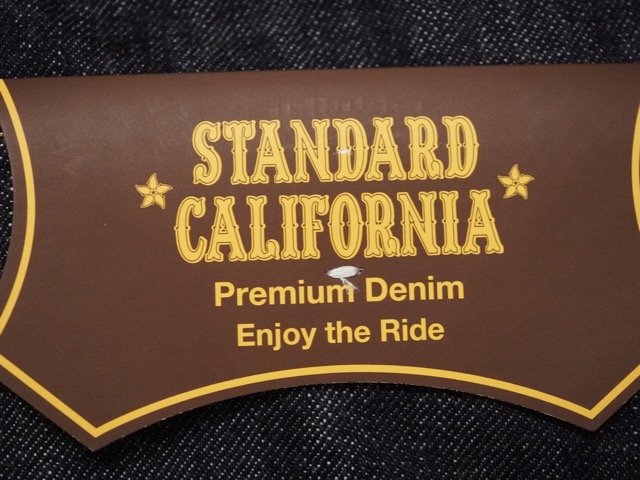 STANDARD
CALIFORNIA
Premium Denim
Enjoy the Ride